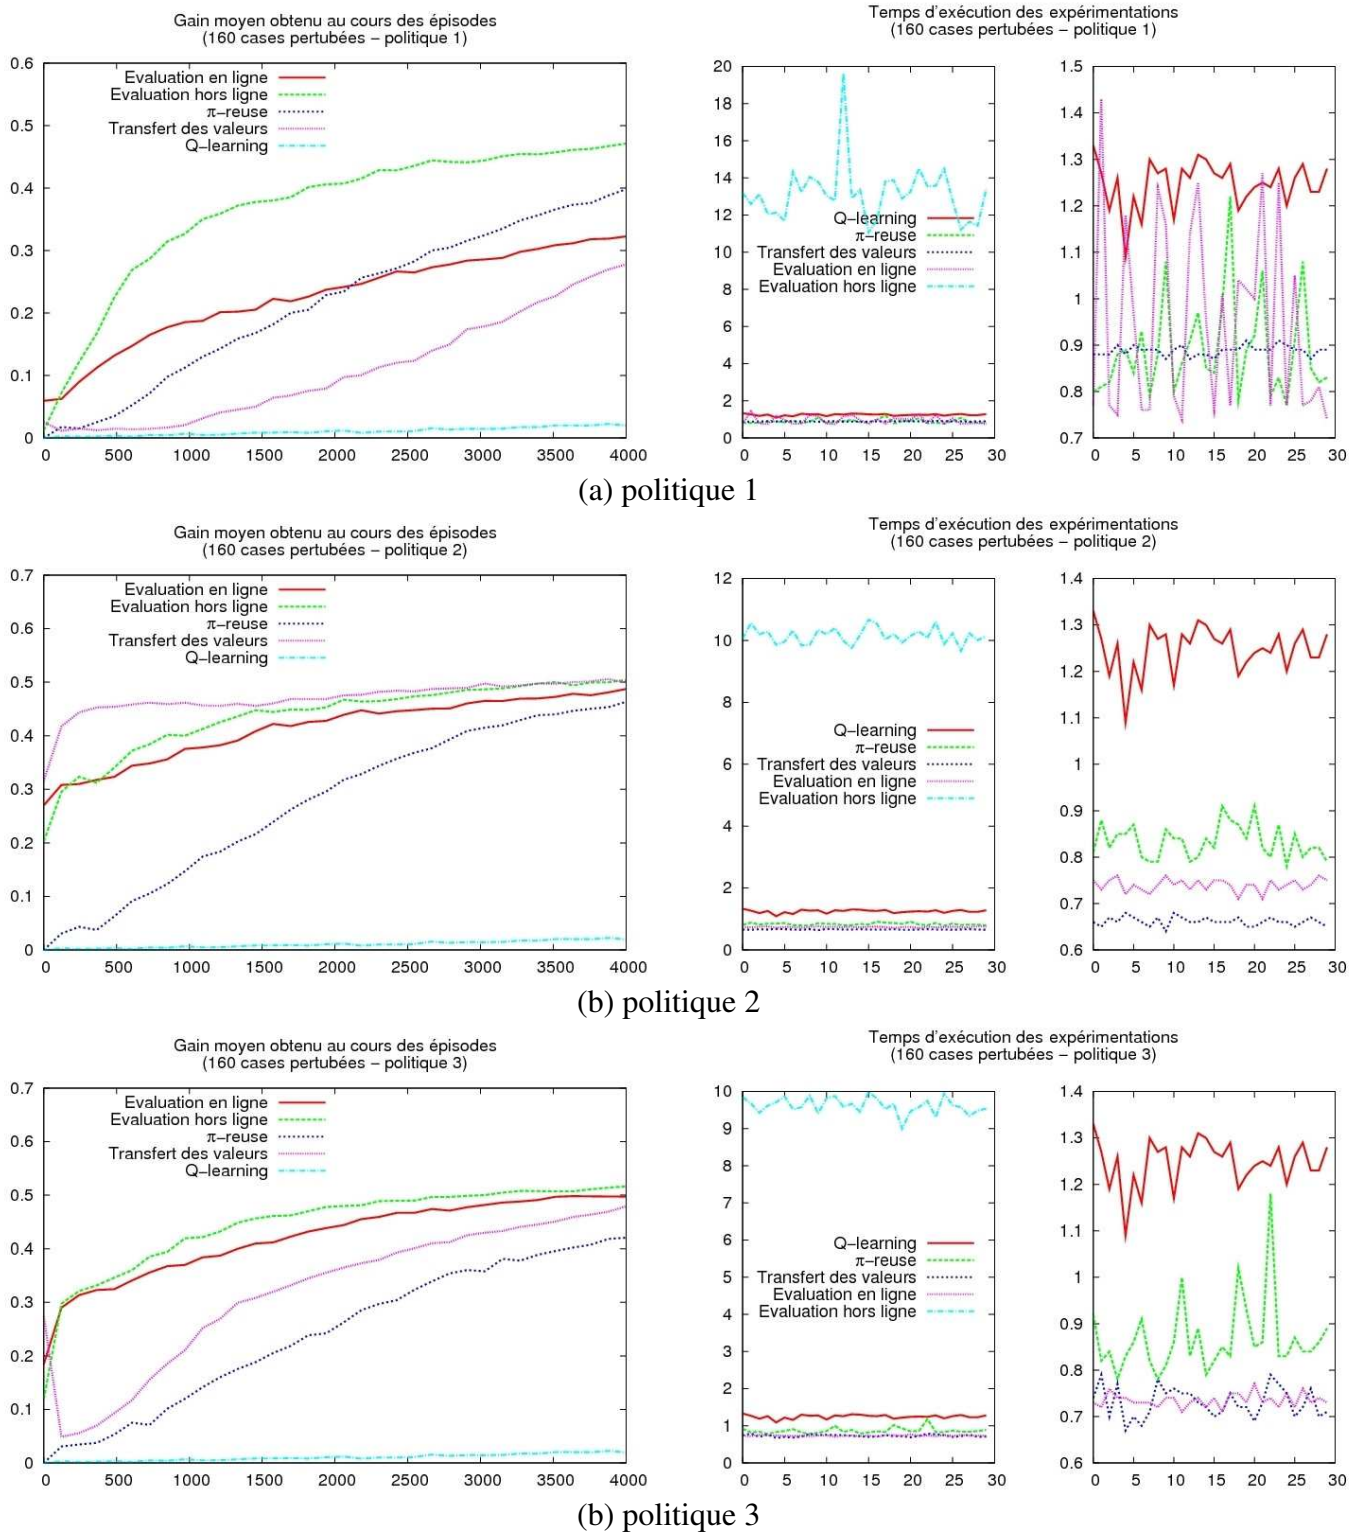 Gain moyen obtenu au cours des épisodes
(160 cases pertubées − politique 1)
0.6
0.5
0.4
0.3
0.2
0.1
0
Evaluation en ligne
Evaluation hors ligne
π−reuse
Transfert des valeurs
Q−learning
0 500 1000 1500 2000 2500 3000 3500 4000
Temps d'exécution des expérimentations
(160 cases pertubées − politique 1)
20
18
16
14
12
10
8
6
4
2
0
Q−learning
π−reuse
Transfert des valeurs
Evaluation en ligne
Evaluation hors ligne
0 5 10 15 20 25 30
1.5
1.4
1.3
1.2
1.1
1
0.9
0.8
0.7
0 5 10 15 20 25 30
(a) politique 1
Gain moyen obtenu au cours des épisodes
(160 cases pertubées − politique 2)
0.7
0.6
0.5
0.4
0.3
0.2
0.1
0
Evaluation en ligne
Evaluation hors ligne
π−reuse
Transfert des valeurs
Q−learning
0 500 1000 1500 2000 2500 3000 3500 4000
Temps d'exécution des expérimentations
(160 cases pertubées − politique 2)
12
10
8
6
4
2
0
Q−learning
π−reuse
Transfert des valeurs
Evaluation en ligne
Evaluation hors ligne
0 5 10 15 20 25 30
1.4
1.3
1.2
1.1
1
0.9
0.8
0.7
0.6
0 5 10 15 20 25 30
(b) politique 2
Gain moyen obtenu au cours des épisodes
(160 cases pertubées − politique 3)
0.7
0.6
0.5
0.4
0.3
0.2
0.1
0
Evaluation en ligne
Evaluation hors ligne
π−reuse
Transfert des valeurs
Q−learning
0 500 1000 1500 2000 2500 3000 3500 4000
Temps d'exécution des expérimentations
(160 cases pertubées − politique 3)
10
9
8
7
6
5
4
3
2
1
0
Q−learning
π−reuse
Transfert des valeurs
Evaluation en ligne
Evaluation hors ligne
0 5 10 15 20 25 30
1.4
1.3
1.2
1.1
1
0.9
0.8
0.7
0.6
0 5 10 15 20 25 30
(b) politique 3